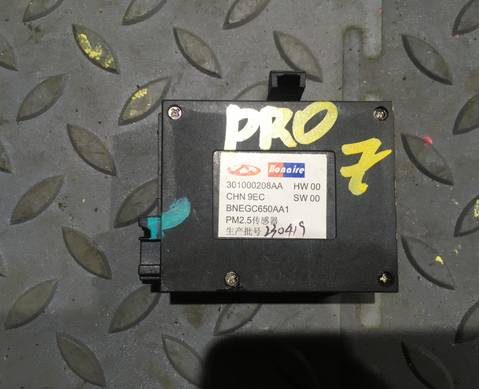 PRO
7
Bonaire
301000208AA HW 00
CHN 9EC SW 00
BNEGC650AA1
PM2.5传感器
生产批号 230419